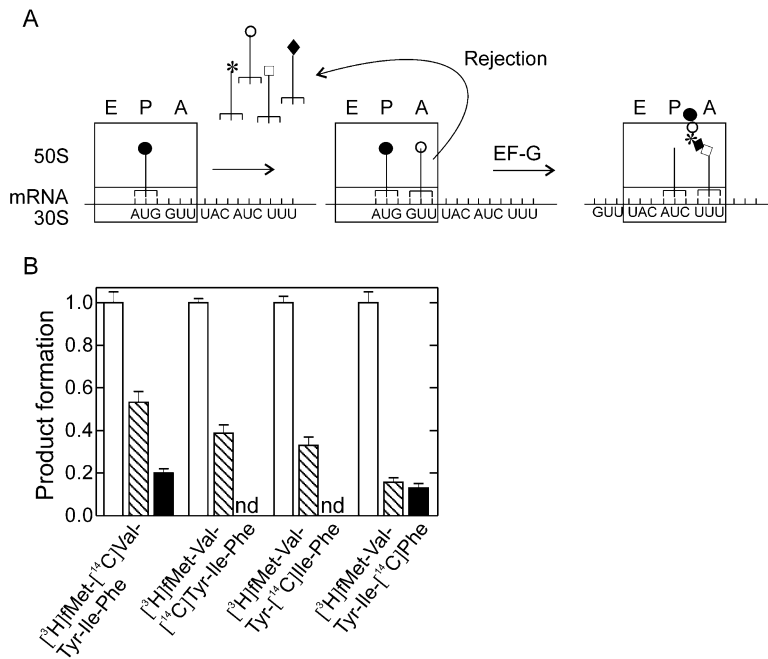 A
Rejection
E P A
E P A
E P A
50S
EF-G
mRNA
30S
AUG GUU UAC AUC UUU
AUG GUU UAC AUC UUU
GUU UAC AUC UUU
B
Product formation
1.0
0.8
0.6
0.4
0.2
0.0
nd
nd
[³H]fMet-[¹⁴C]Val-
Tyr-Ile-Phe
[³H]fMet-Val-
[¹⁴C]Tyr-Ile-Phe
[³H]fMet-Val-
Tyr-[¹⁴C]Ile-Phe
[³H]fMet-Val-
Tyr-Ile-[¹⁴C]Phe